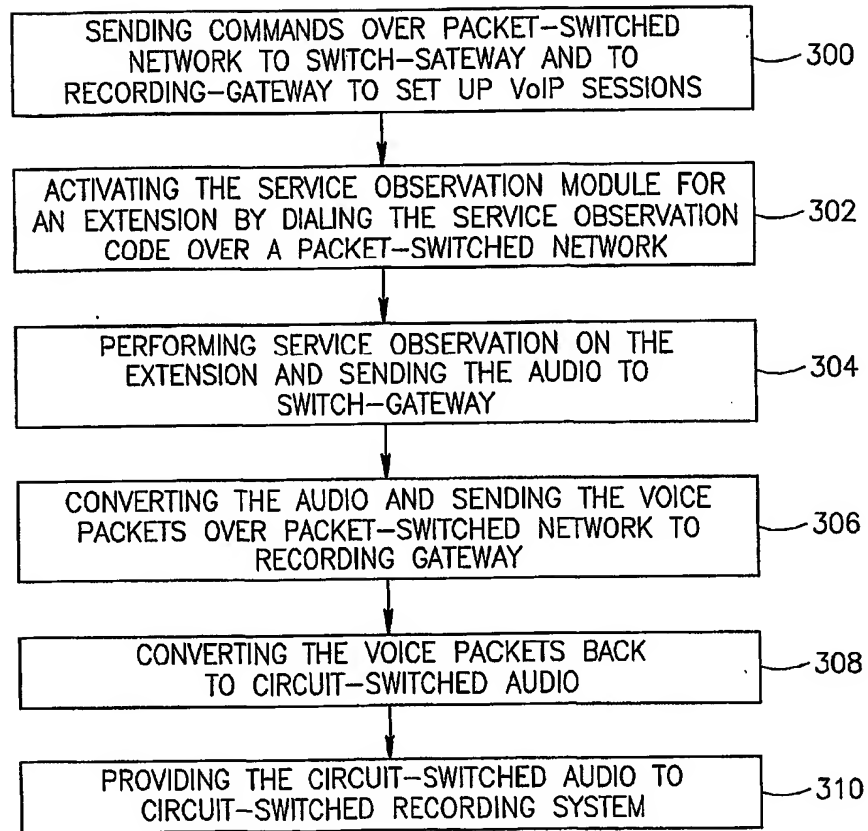 SENDING COMMANDS OVER PACKET-SWITCHED
NETWORK TO SWITCH-SATEWAY AND TO
RECORDING-GATEWAY TO SET UP VoIP SESSIONS
300
ACTIVATING THE SERVICE OBSERVATION MODULE FOR
AN EXTENSION BY DIALING THE SERVICE OBSERVATION
CODE OVER A PACKET-SWITCHED NETWORK
302
PERFORMING SERVICE OBSERVATION ON THE
EXTENSION AND SENDING THE AUDIO TO
SWITCH-GATEWAY
304
CONVERTING THE AUDIO AND SENDING THE VOICE
PACKETS OVER PACKET-SWITCHED NETWORK TO
RECORDING GATEWAY
306
CONVERTING THE VOICE PACKETS BACK
TO CIRCUIT-SWITCHED AUDIO
308
PROVIDING THE CIRCUIT-SWITCHED AUDIO TO
CIRCUIT-SWITCHED RECORDING SYSTEM
310